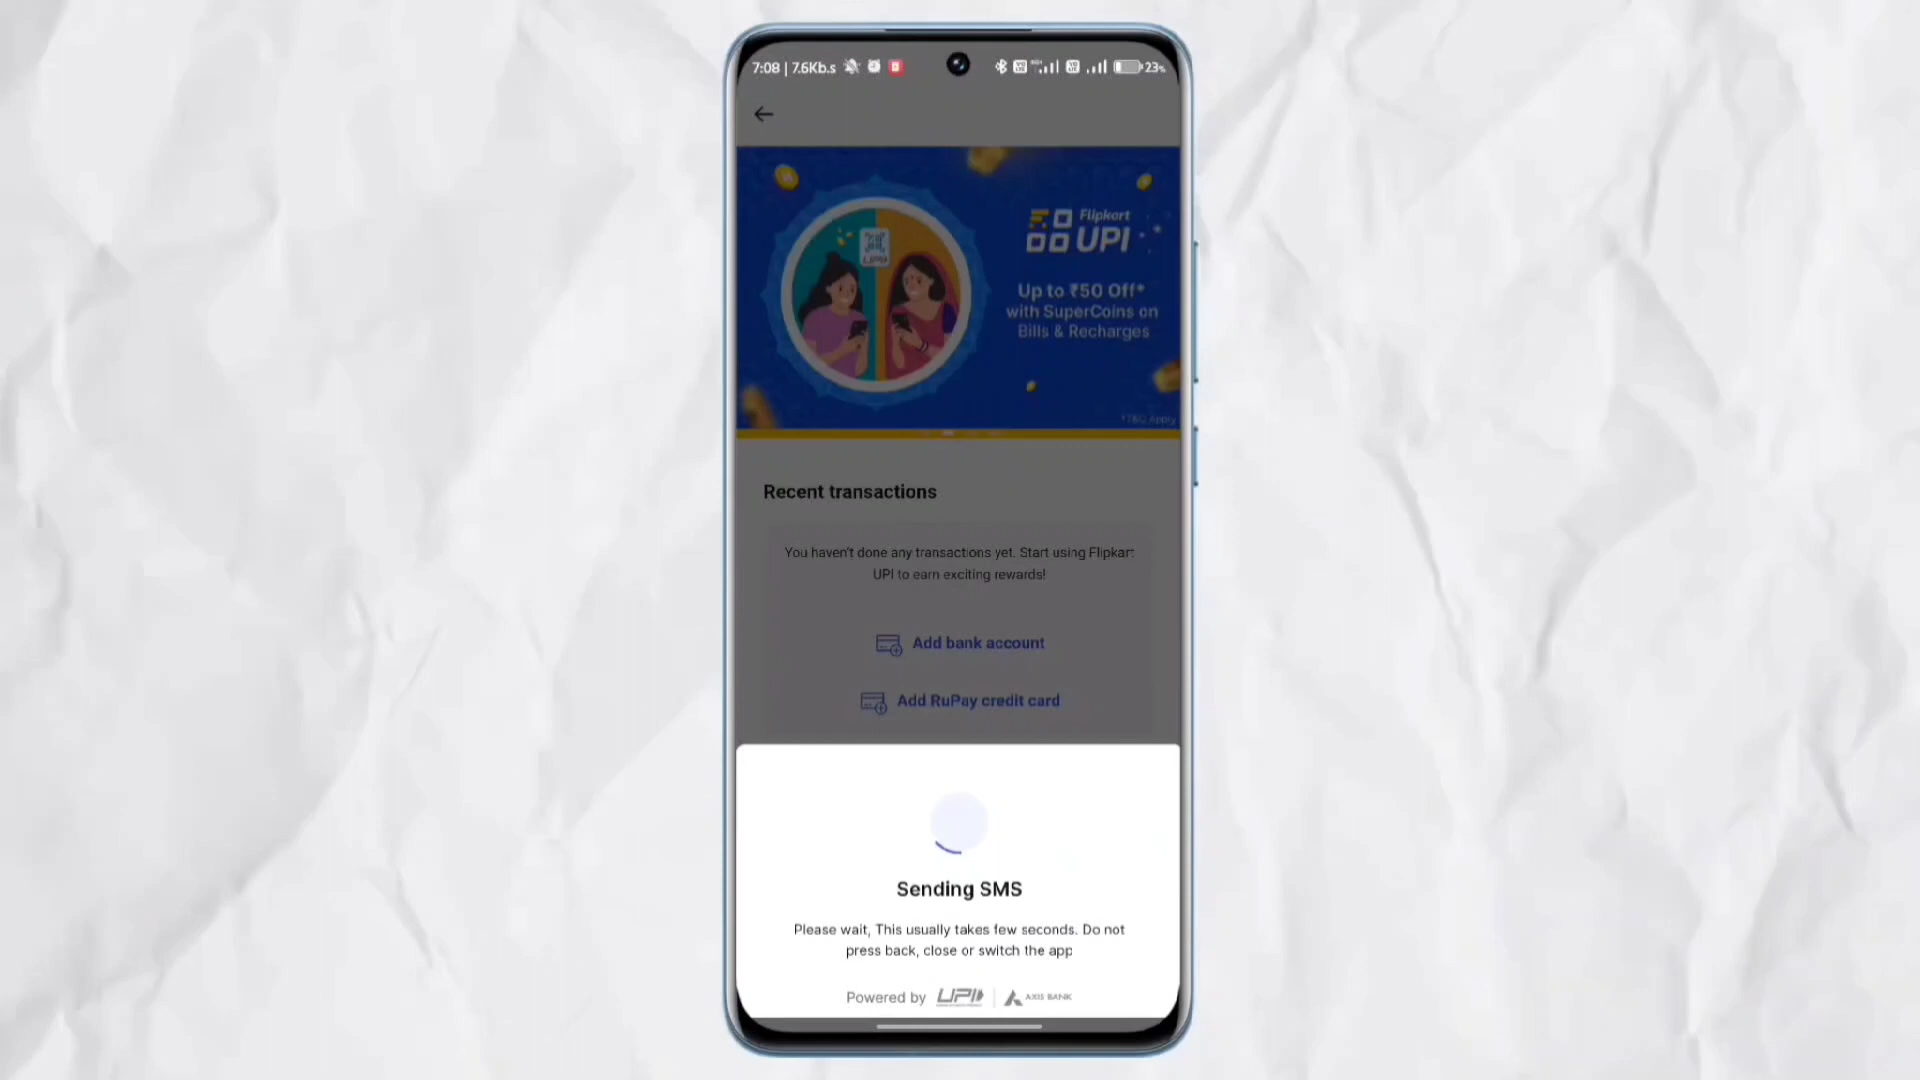 7:08 | 7.6Kb.s
23%
Flipkart
UPI
Up to ₹50 Off*
with SuperCoins on
Bills & Recharges
*T&C Apply
Recent transactions
You haven't done any transactions yet. Start using Flipkart
UPI to earn exciting rewards!
Add bank account
Add RuPay credit card
Sending SMS
Please wait, This usually takes few seconds. Do not
press back, close or switch the app
Powered by UPI | AXIS BANK